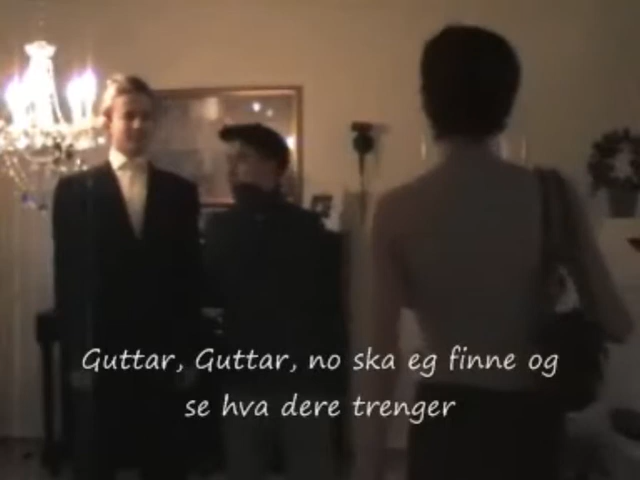 Guttar, Guttar, no ska eg finne og
se hva dere trenger